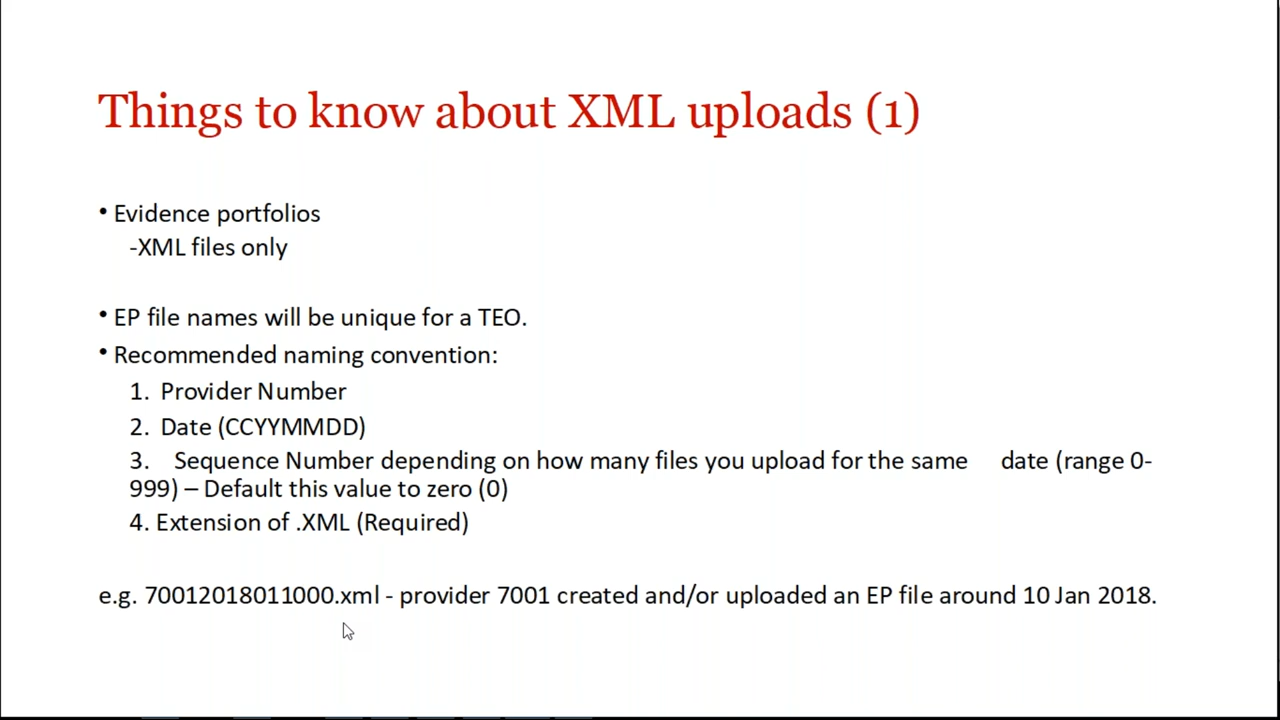 Things to know about XML uploads (1)
• Evidence portfolios
-XML files only
• EP file names will be unique for a TEO.
• Recommended naming convention:
1. Provider Number
2. Date (CCYYMMDD)
3. Sequence Number depending on how many files you upload for the same date (range 0-
999) – Default this value to zero (0)
4. Extension of .XML (Required)
e.g. 70012018011000.xml - provider 7001 created and/or uploaded an EP file around 10 Jan 2018.